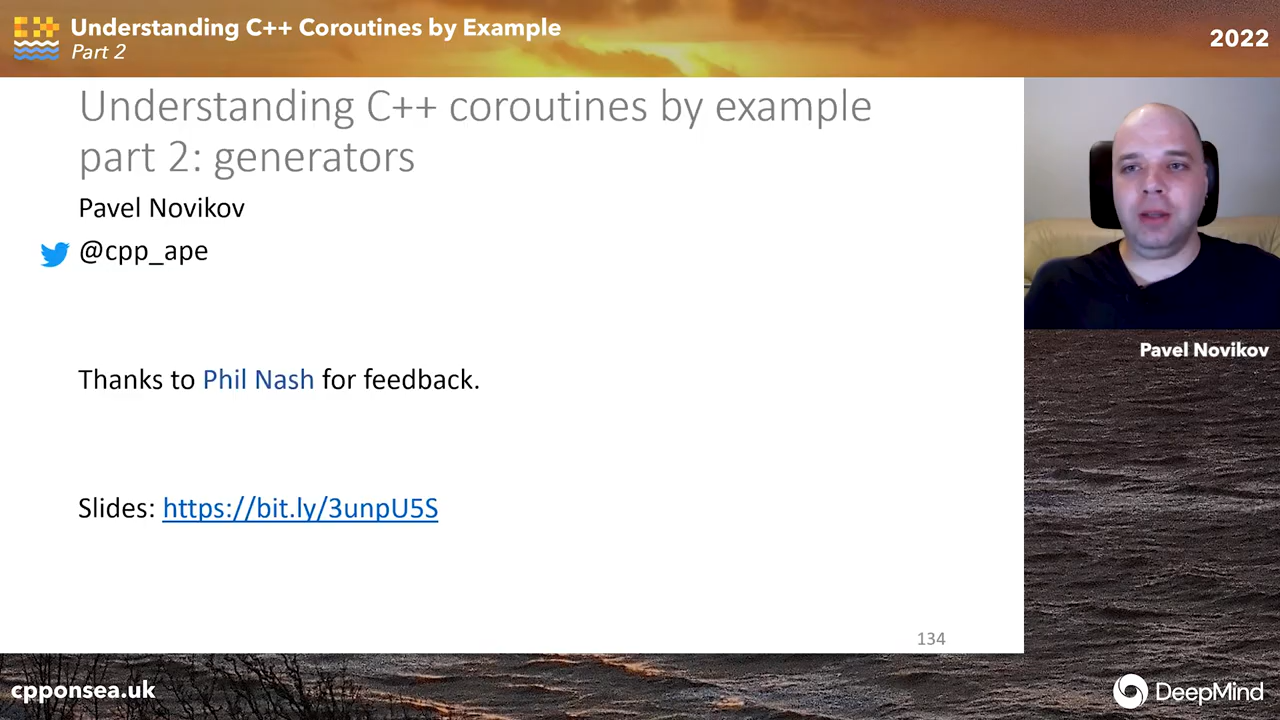 Understanding C++ Coroutines by Example
Part 2
2022
Understanding C++ coroutines by example
part 2: generators
Pavel Novikov
@cpp_ape
Thanks to Phil Nash for feedback.
Slides: https://bit.ly/3unpU5S
134
Pavel Novikov
cpponsea.uk
DeepMind